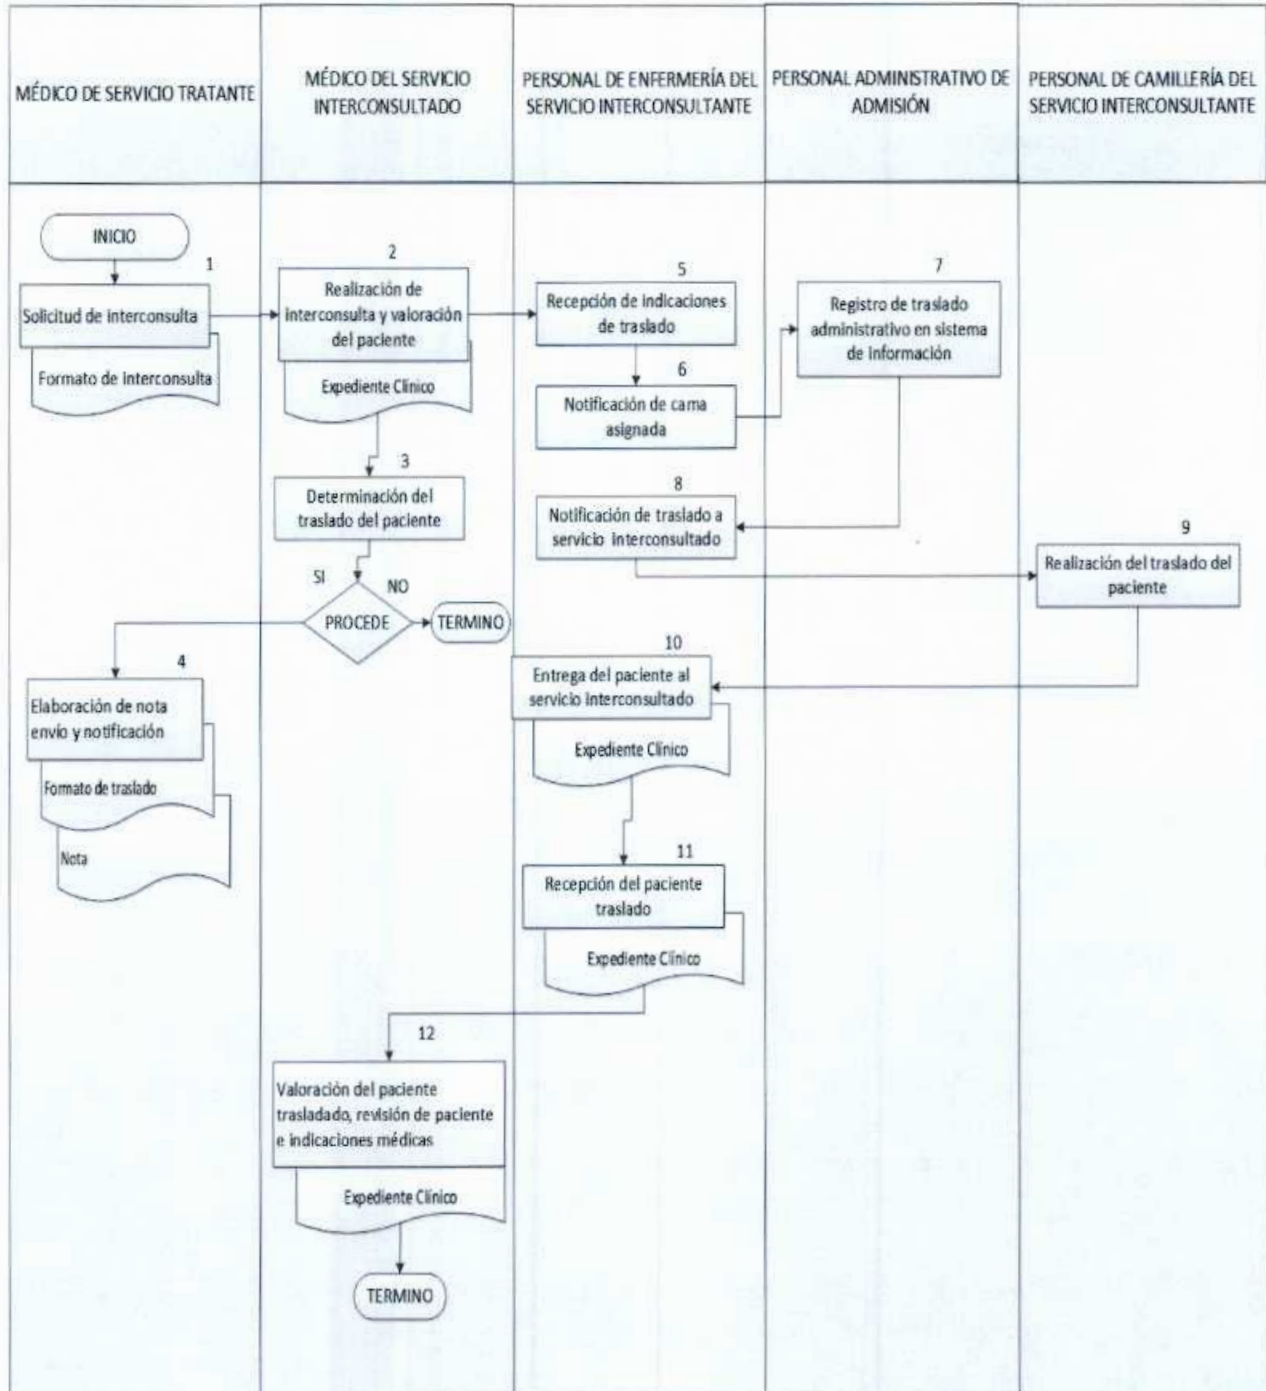 MÉDICO DE SERVICIO TRATANTE
MÉDICO DEL SERVICIO
INTERCONSULTADO
PERSONAL DE ENFERMERÍA DEL
SERVICIO INTERCONSULTANTE
PERSONAL ADMINISTRATIVO DE
ADMISIÓN
PERSONAL DE CAMILLERÍA DEL
SERVICIO INTERCONSULTANTE
INICIO
1
Solicitud de interconsulta
Formato de interconsulta
2
Realización de
interconsulta y valoración
del paciente
Expediente Clínico
3
Determinación del
traslado del paciente
SI
NO
PROCEDE
TERMINO
4
Elaboración de nota
envío y notificación
Formato de traslado
Nota
5
Recepción de indicaciones
de traslado
6
Notificación de cama
asignada
7
Registro de traslado
administrativo en sistema
de información
8
Notificación de traslado a
servicio interconsultado
9
Realización del traslado del
paciente
10
Entrega del paciente al
servicio interconsultado
Expediente Clínico
11
Recepción del paciente
traslado
Expediente Clínico
12
Valoración del paciente
trasladado, revisión de paciente
e indicaciones médicas
Expediente Clínico
TERMINO